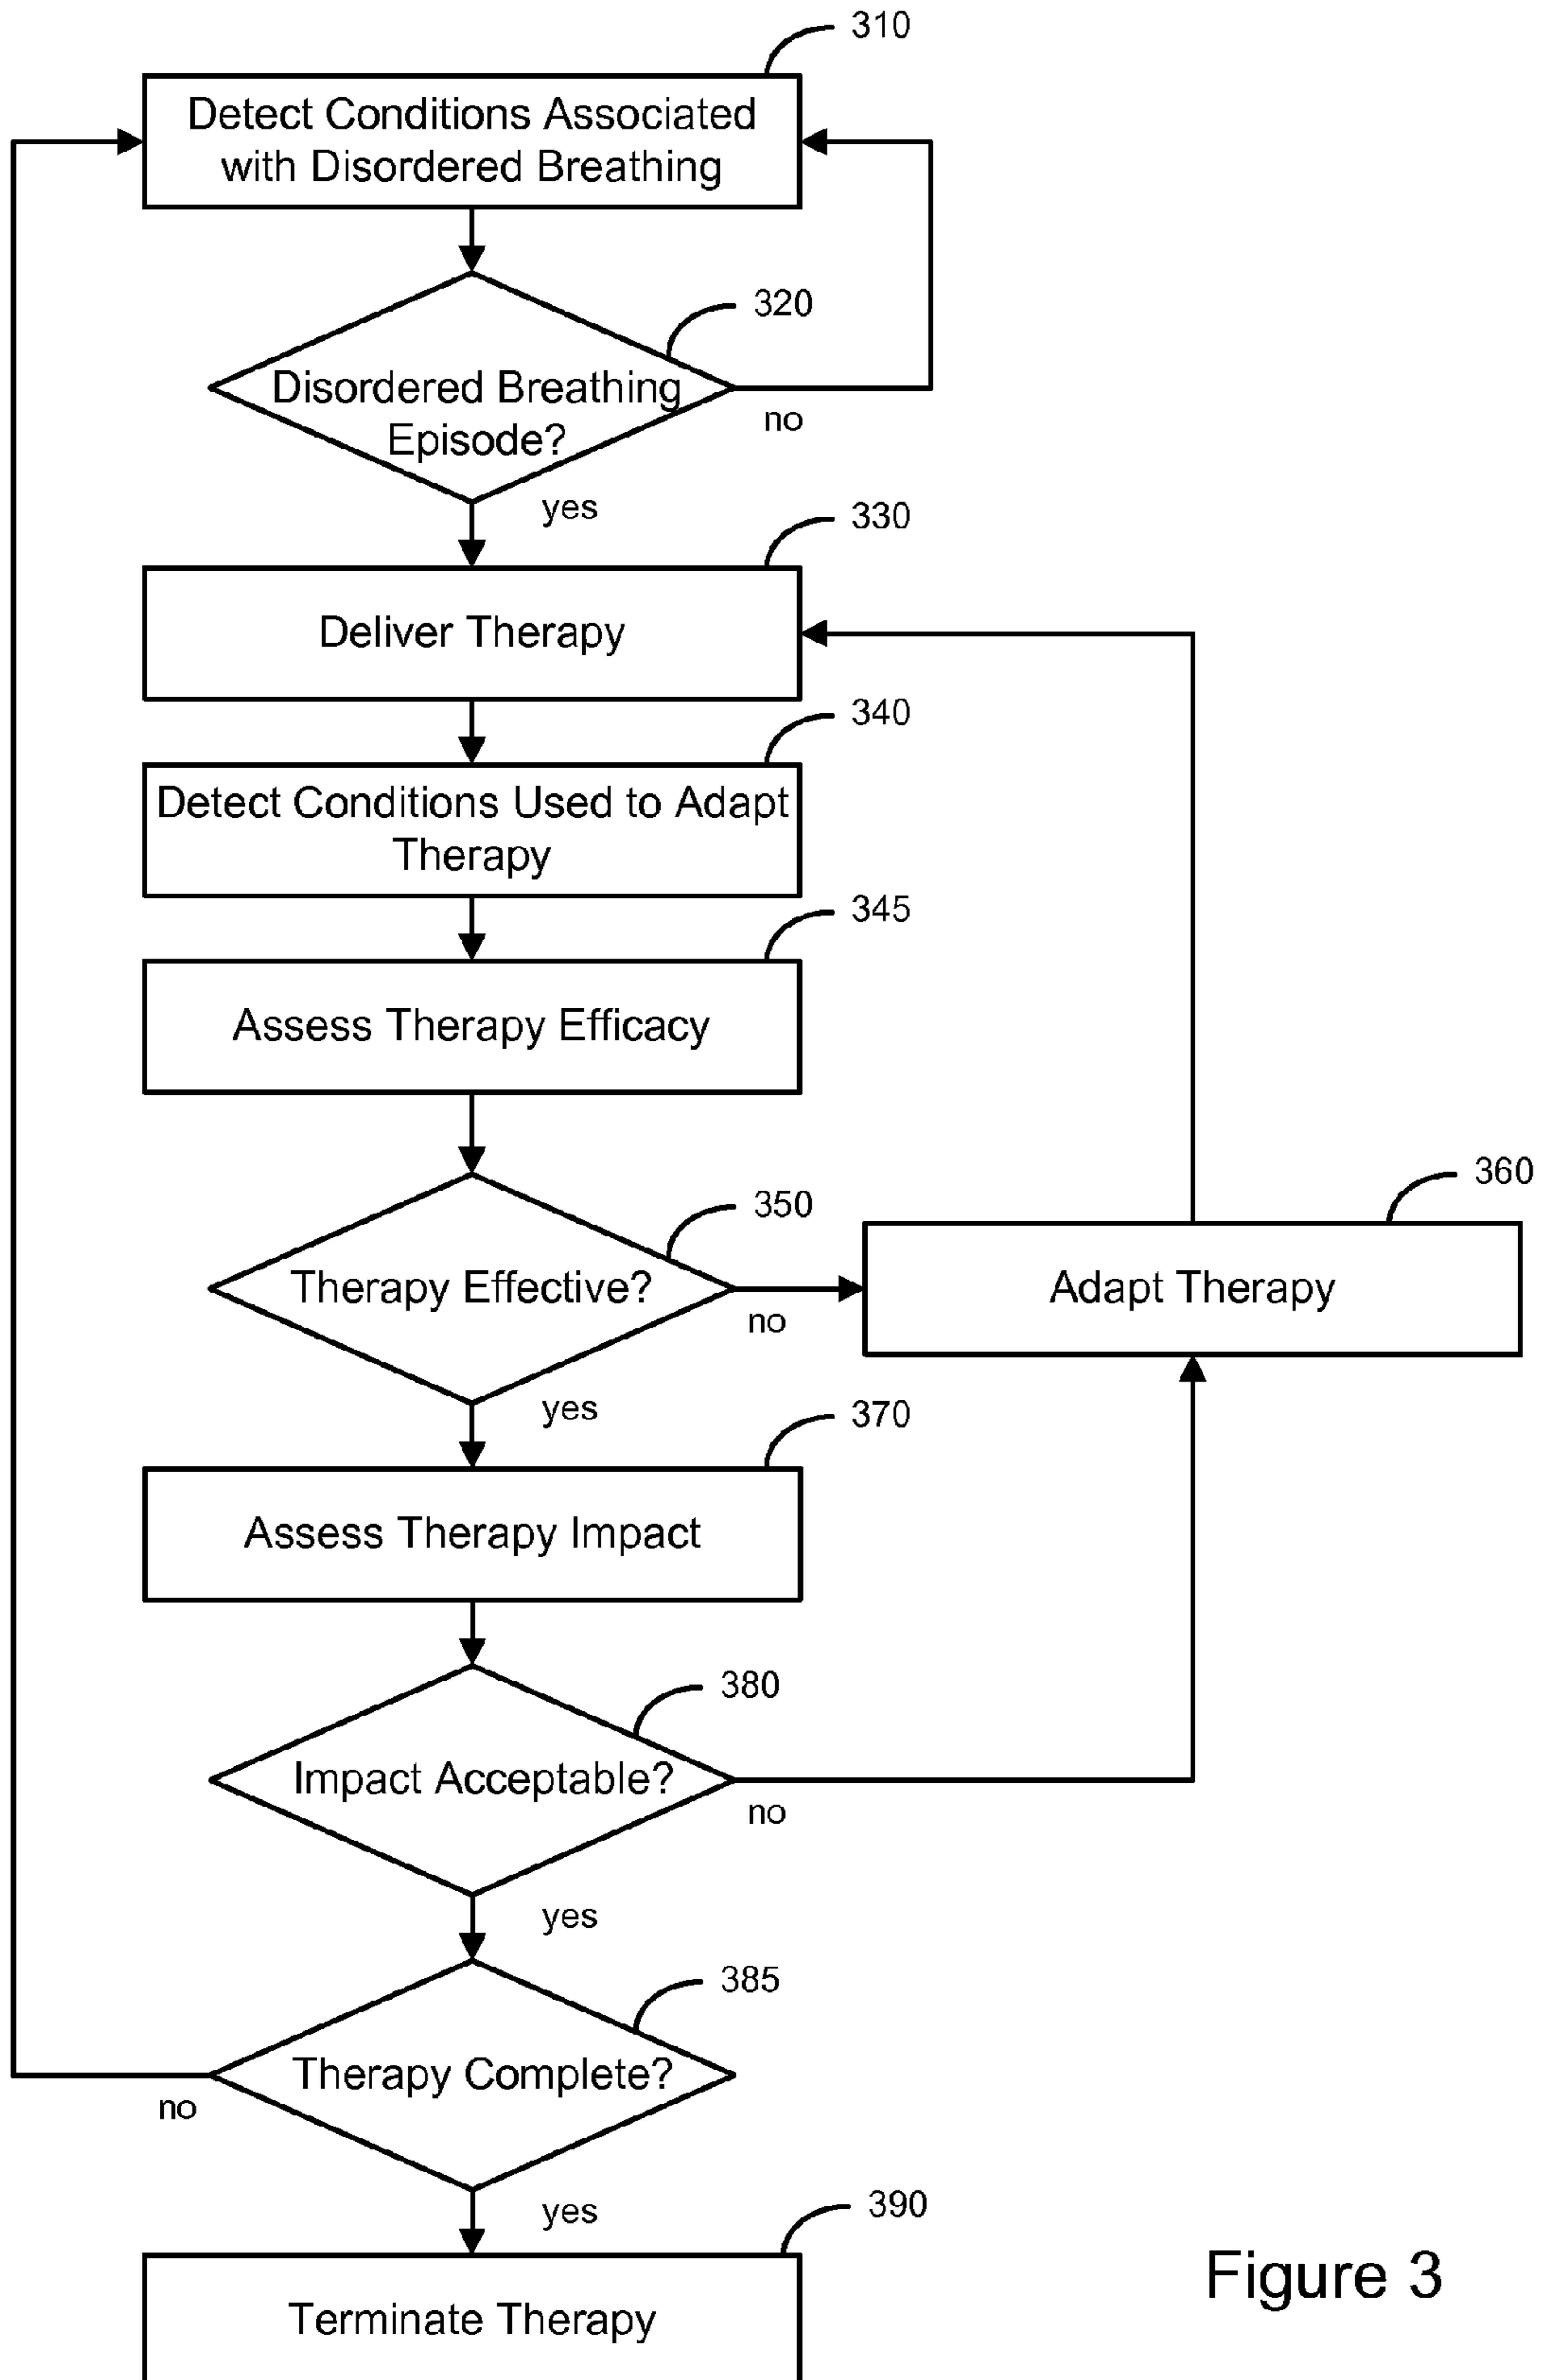 310
Detect Conditions Associated
with Disordered Breathing
320
Disordered Breathing
Episode?
no
yes
330
Deliver Therapy
340
Detect Conditions Used to Adapt
Therapy
345
Assess Therapy Efficacy
350
Therapy Effective?
no
360
Adapt Therapy
yes
370
Assess Therapy Impact
380
Impact Acceptable?
no
yes
385
Therapy Complete?
no
yes
390
Terminate Therapy
Figure 3